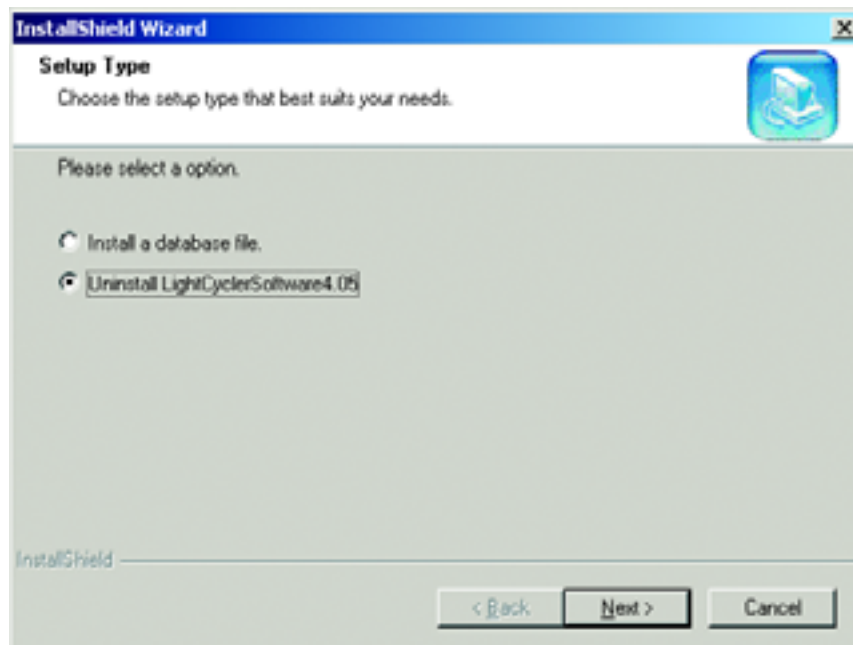 InstallShield Wizard
Setup Type
Choose the setup type that best suits your needs.
Please select a option.
Install a database file.
Uninstall LightCyclerSoftware4.05
InstallShield
< Back
Next >
Cancel